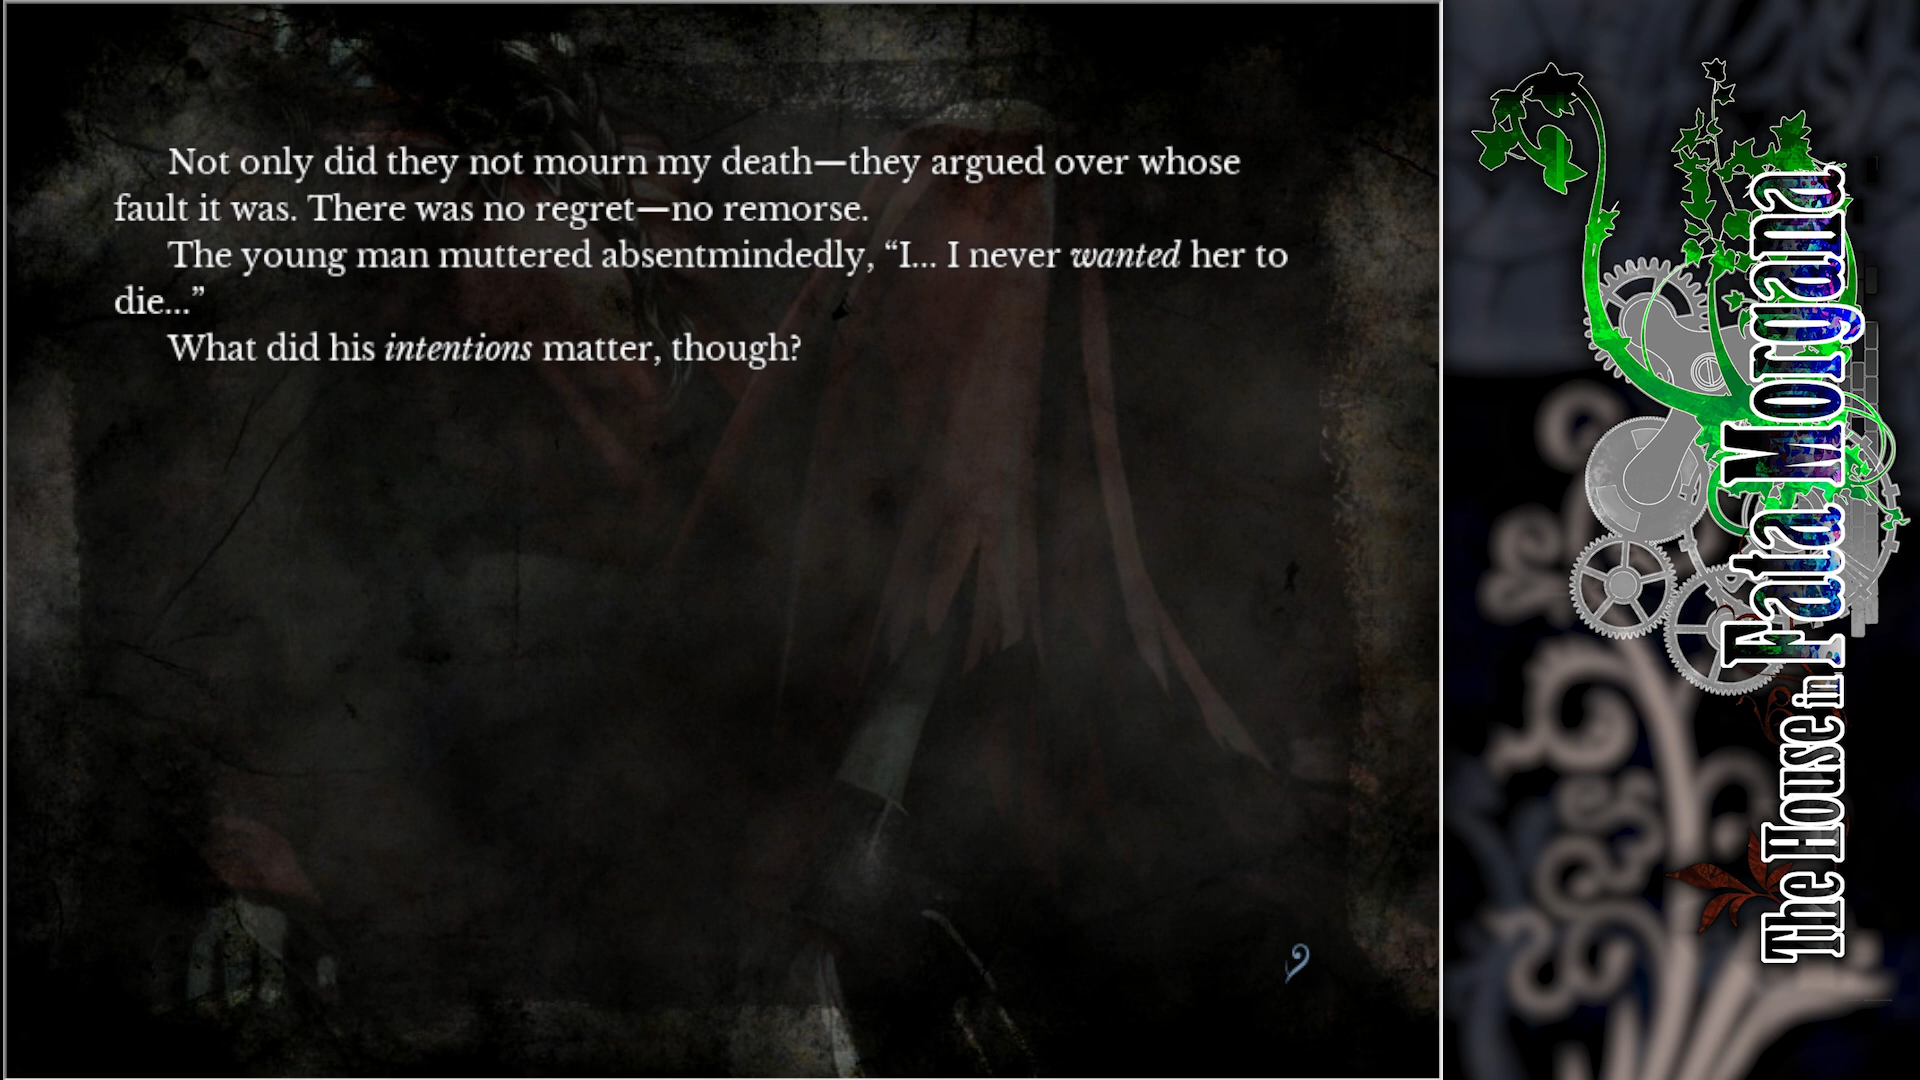 Not only did they not mourn my death—they argued over whose
fault it was. There was no regret—no remorse.
The young man muttered absentmindedly, “I... I never wanted her to
die...”
What did his intentions matter, though?
The House in Fata Morgana